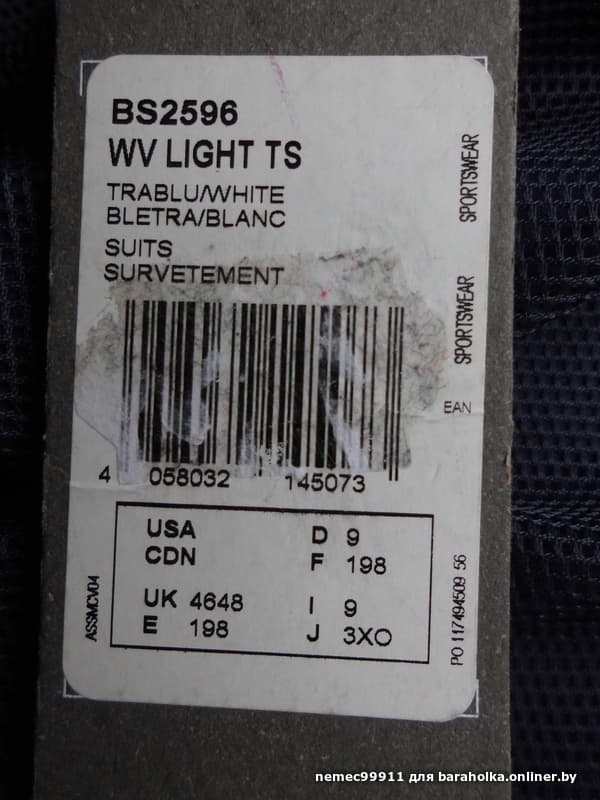 BS2596
WV LIGHT TS
TRABLU/WHITE
BLETRA/BLANC
SUITS
SURVETEMENT
SPORTSWEAR
SPORTSWEAR
EAN
4 058032 145073
USA D 9
CDN F 198
UK 4648 I 9
E 198 J 3XO
ASSMCV04
PO 117494509 56
nemec99911 для baraholka.onliner.by